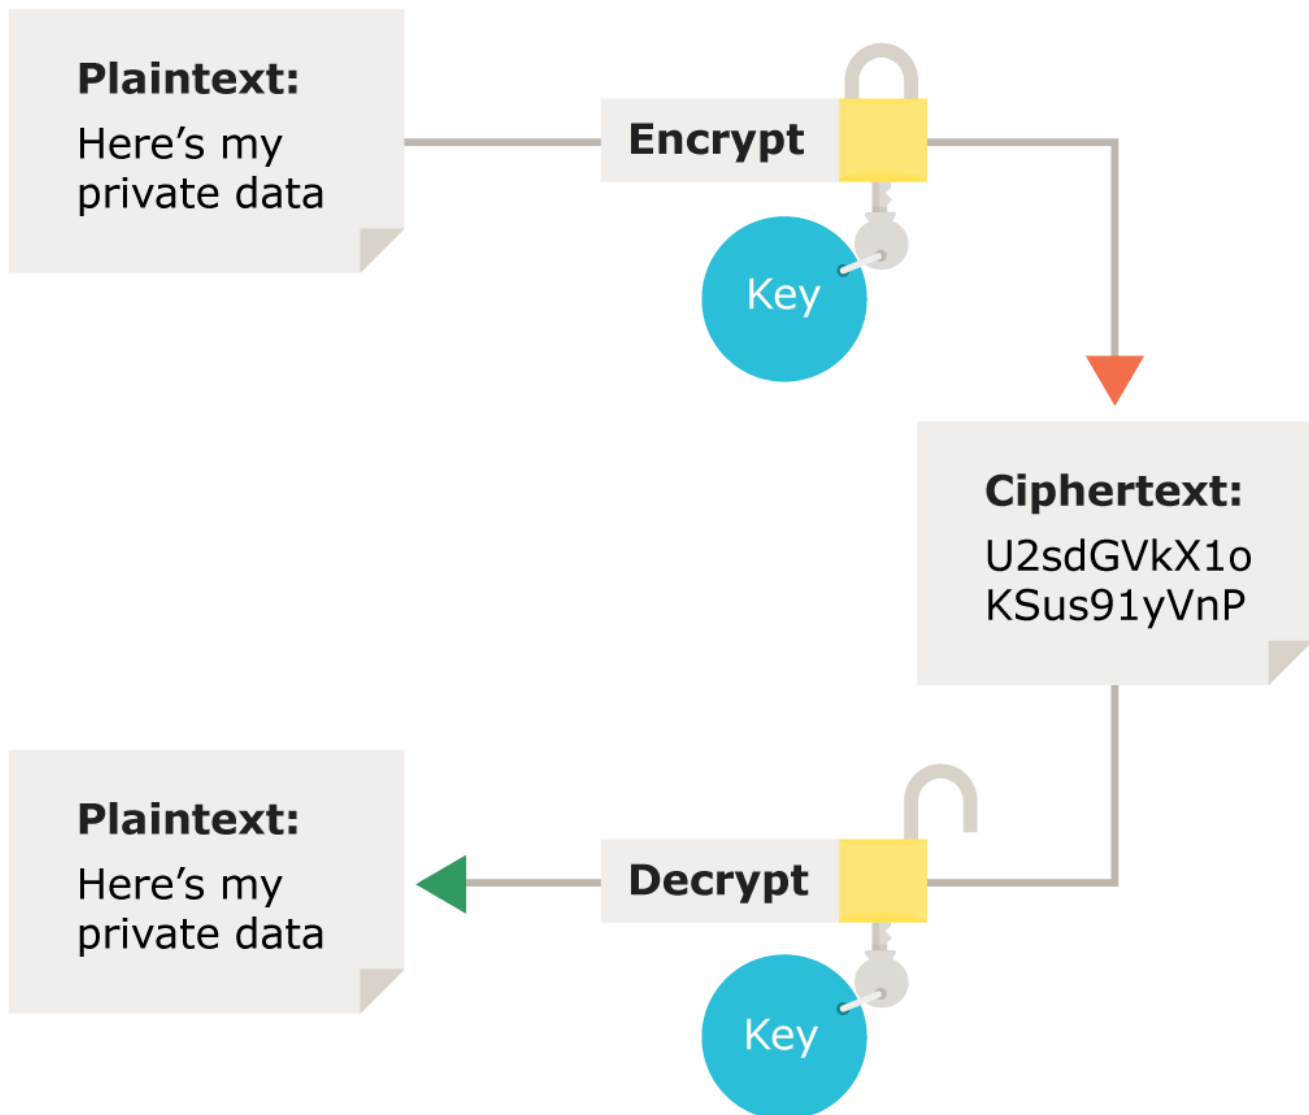 Plaintext:
Here’s my
private data
Encrypt
Key
Ciphertext:
U2sdGVkX1o
KSus91yVnP
Decrypt
Key
Plaintext:
Here’s my
private data